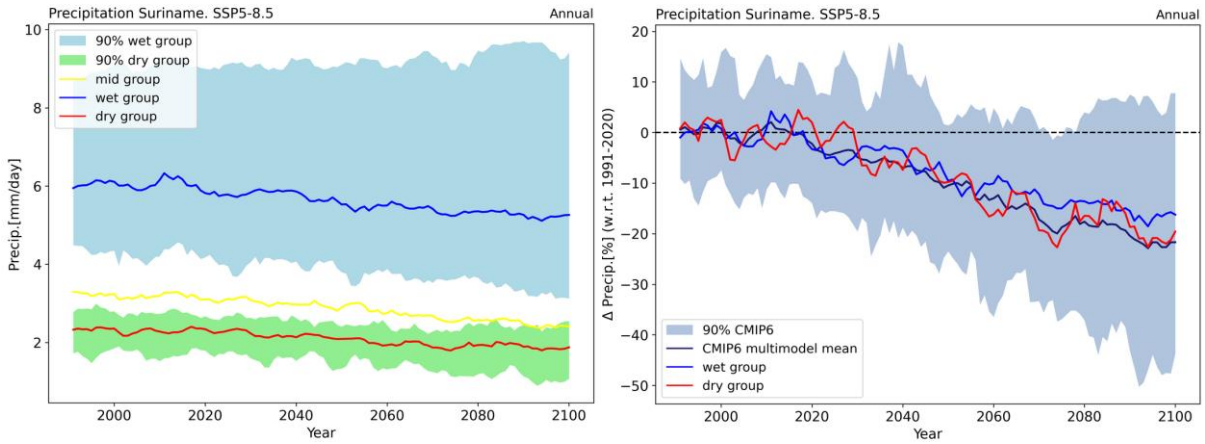 Precipitation Suriname. SSP5-8.5 Annual
10
8
6
4
2
Precip.[mm/day]
90% wet group
90% dry group
mid group
wet group
dry group
2000 2020 2040 2060 2080 2100
Year
Precipitation Suriname. SSP5-8.5 Annual
20
10
0
−10
−20
−30
−40
−50
Δ Precip.[%] (w.r.t. 1991-2020)
90% CMIP6
CMIP6 multimodel mean
wet group
dry group
2000 2020 2040 2060 2080 2100
Year